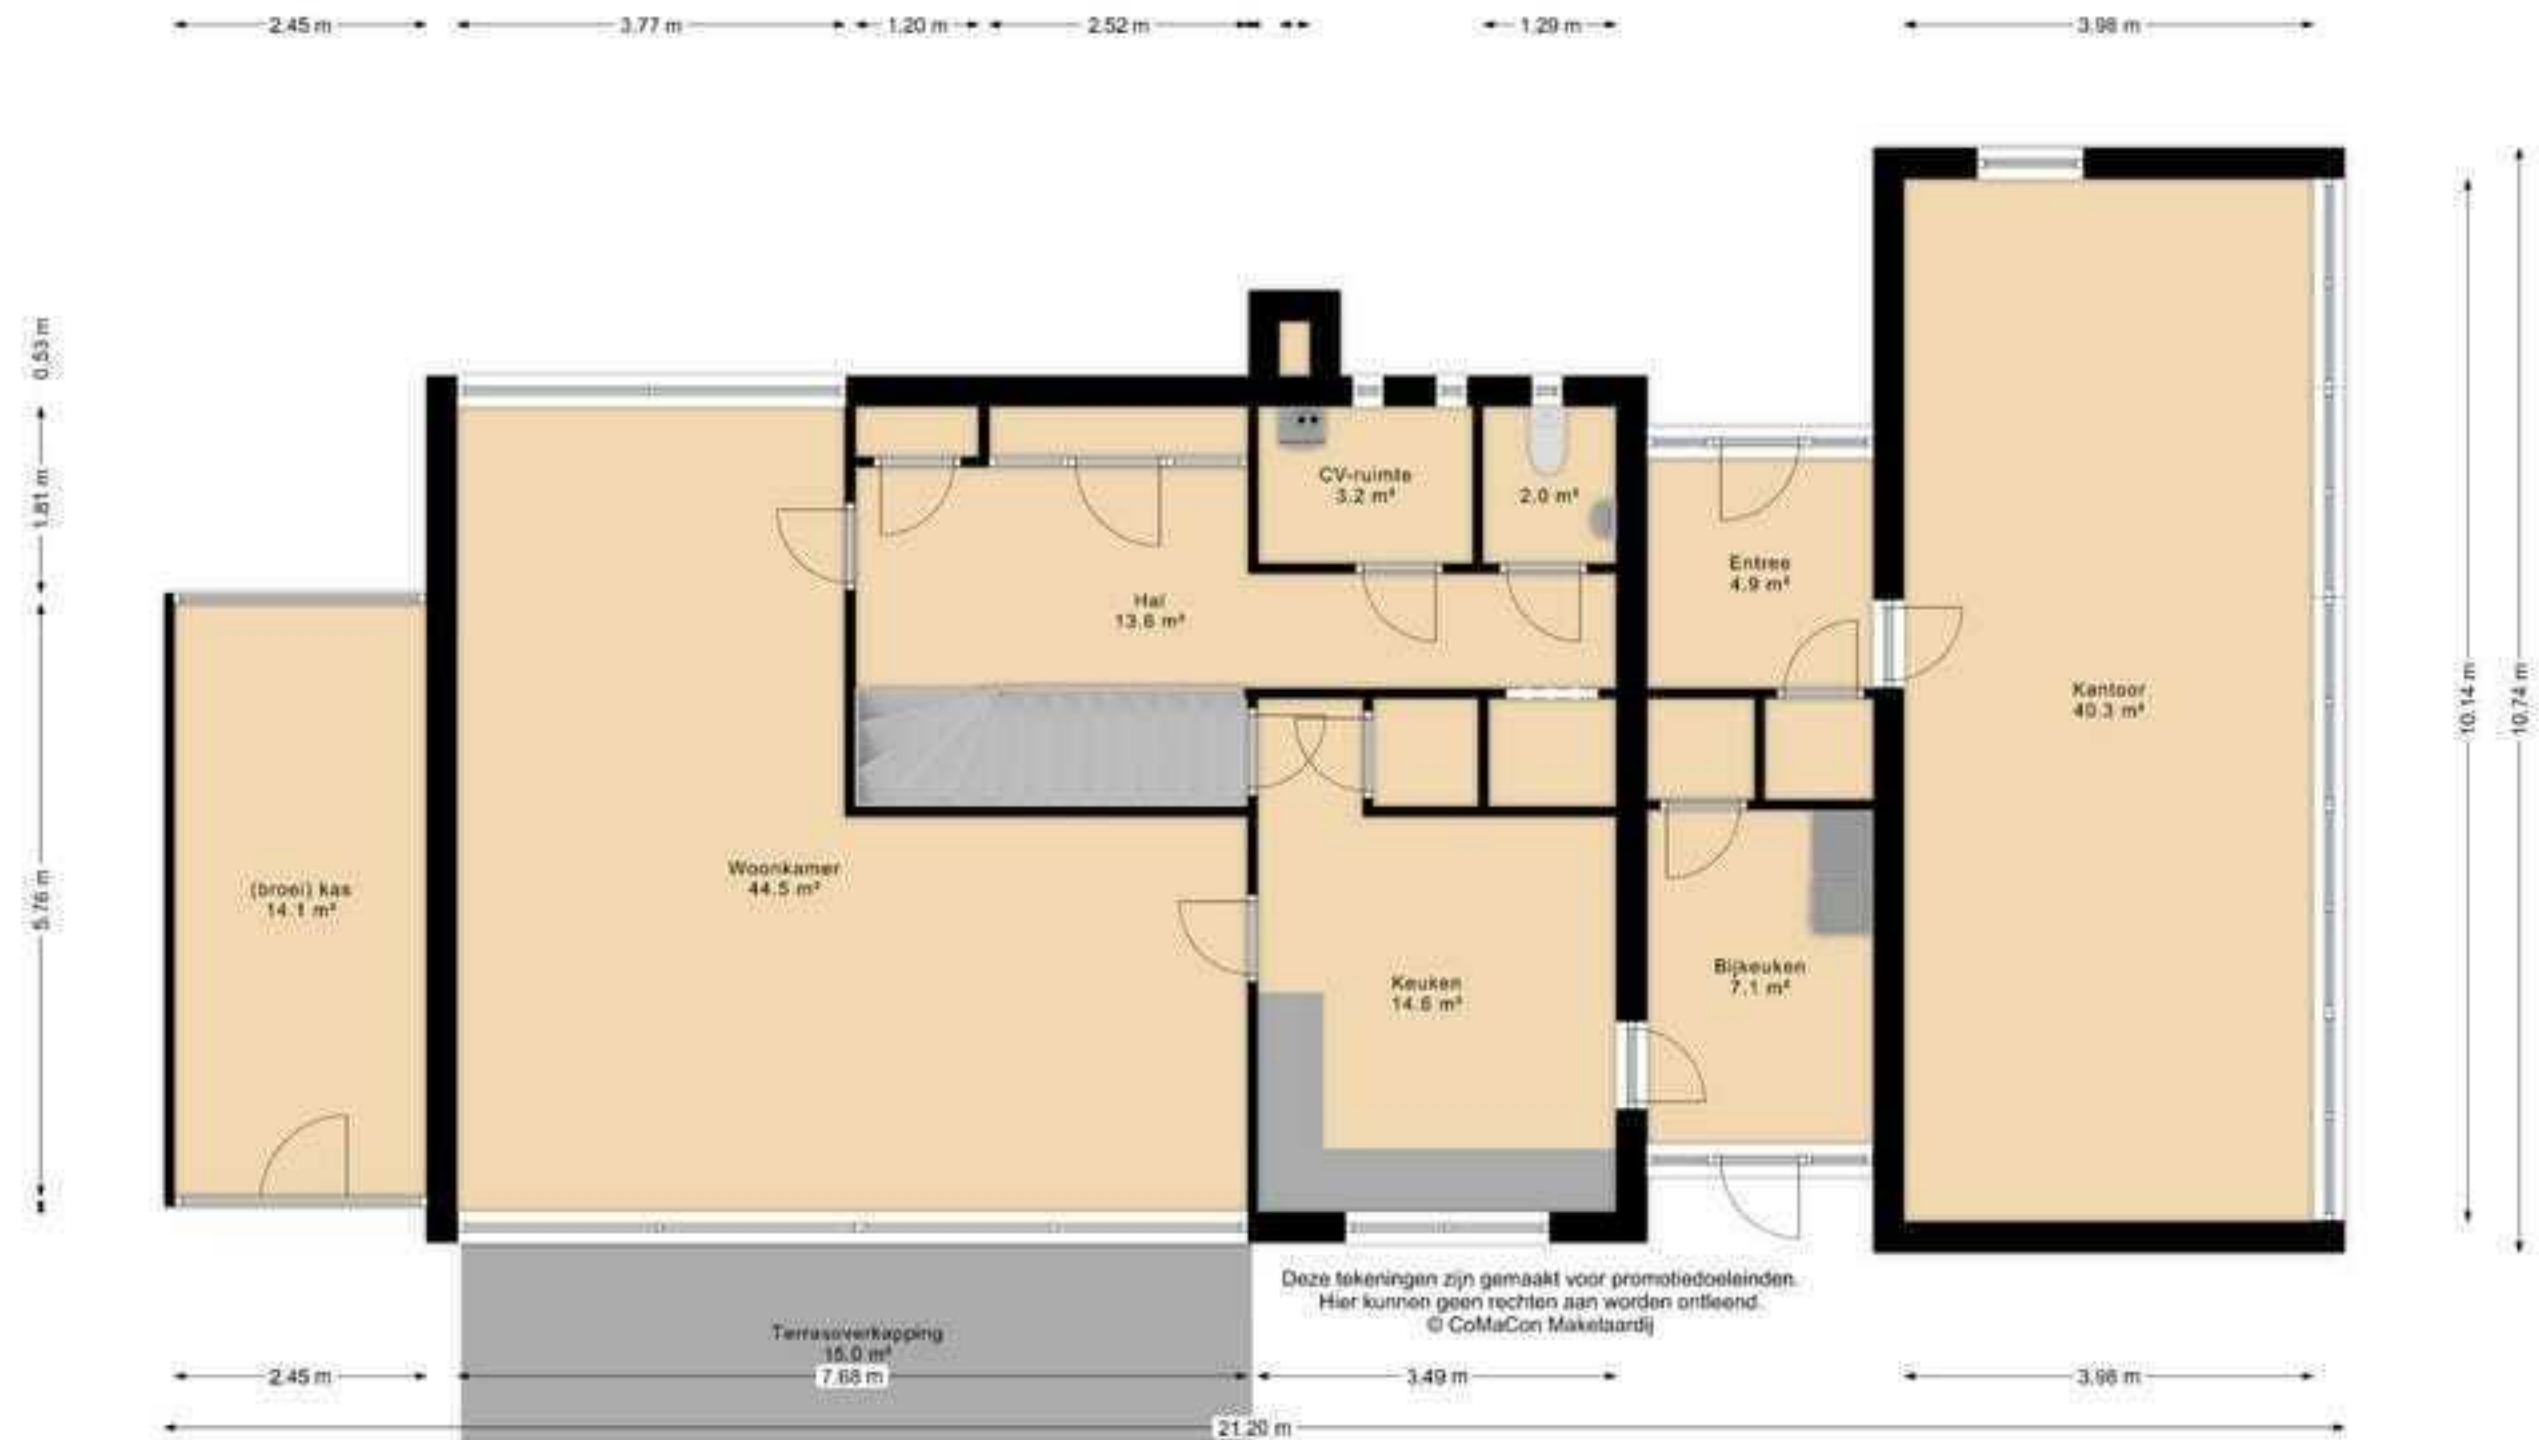 2.45 m
3.77 m
1.20 m
2.52 m
1.29 m
3.98 m
0.53 m
1.81 m
5.76 m
10.14 m
10.74 m
CV-ruimte
3.2 m²
2.0 m²
Entree
4.9 m²
Hal
13.6 m²
Kantoor
40.3 m²
Woonkamer
44.5 m²
(broei) kas
14.1 m²
Keuken
14.6 m²
Bijkeuken
7.1 m²
Deze tekeningen zijn gemaakt voor promotiedoeleinden.
Hier kunnen geen rechten aan worden ontleend.
© CoMaCon Makelaardij
Terrasoverkapping
15.0 m²
2.45 m
7.68 m
3.49 m
3.98 m
21.20 m